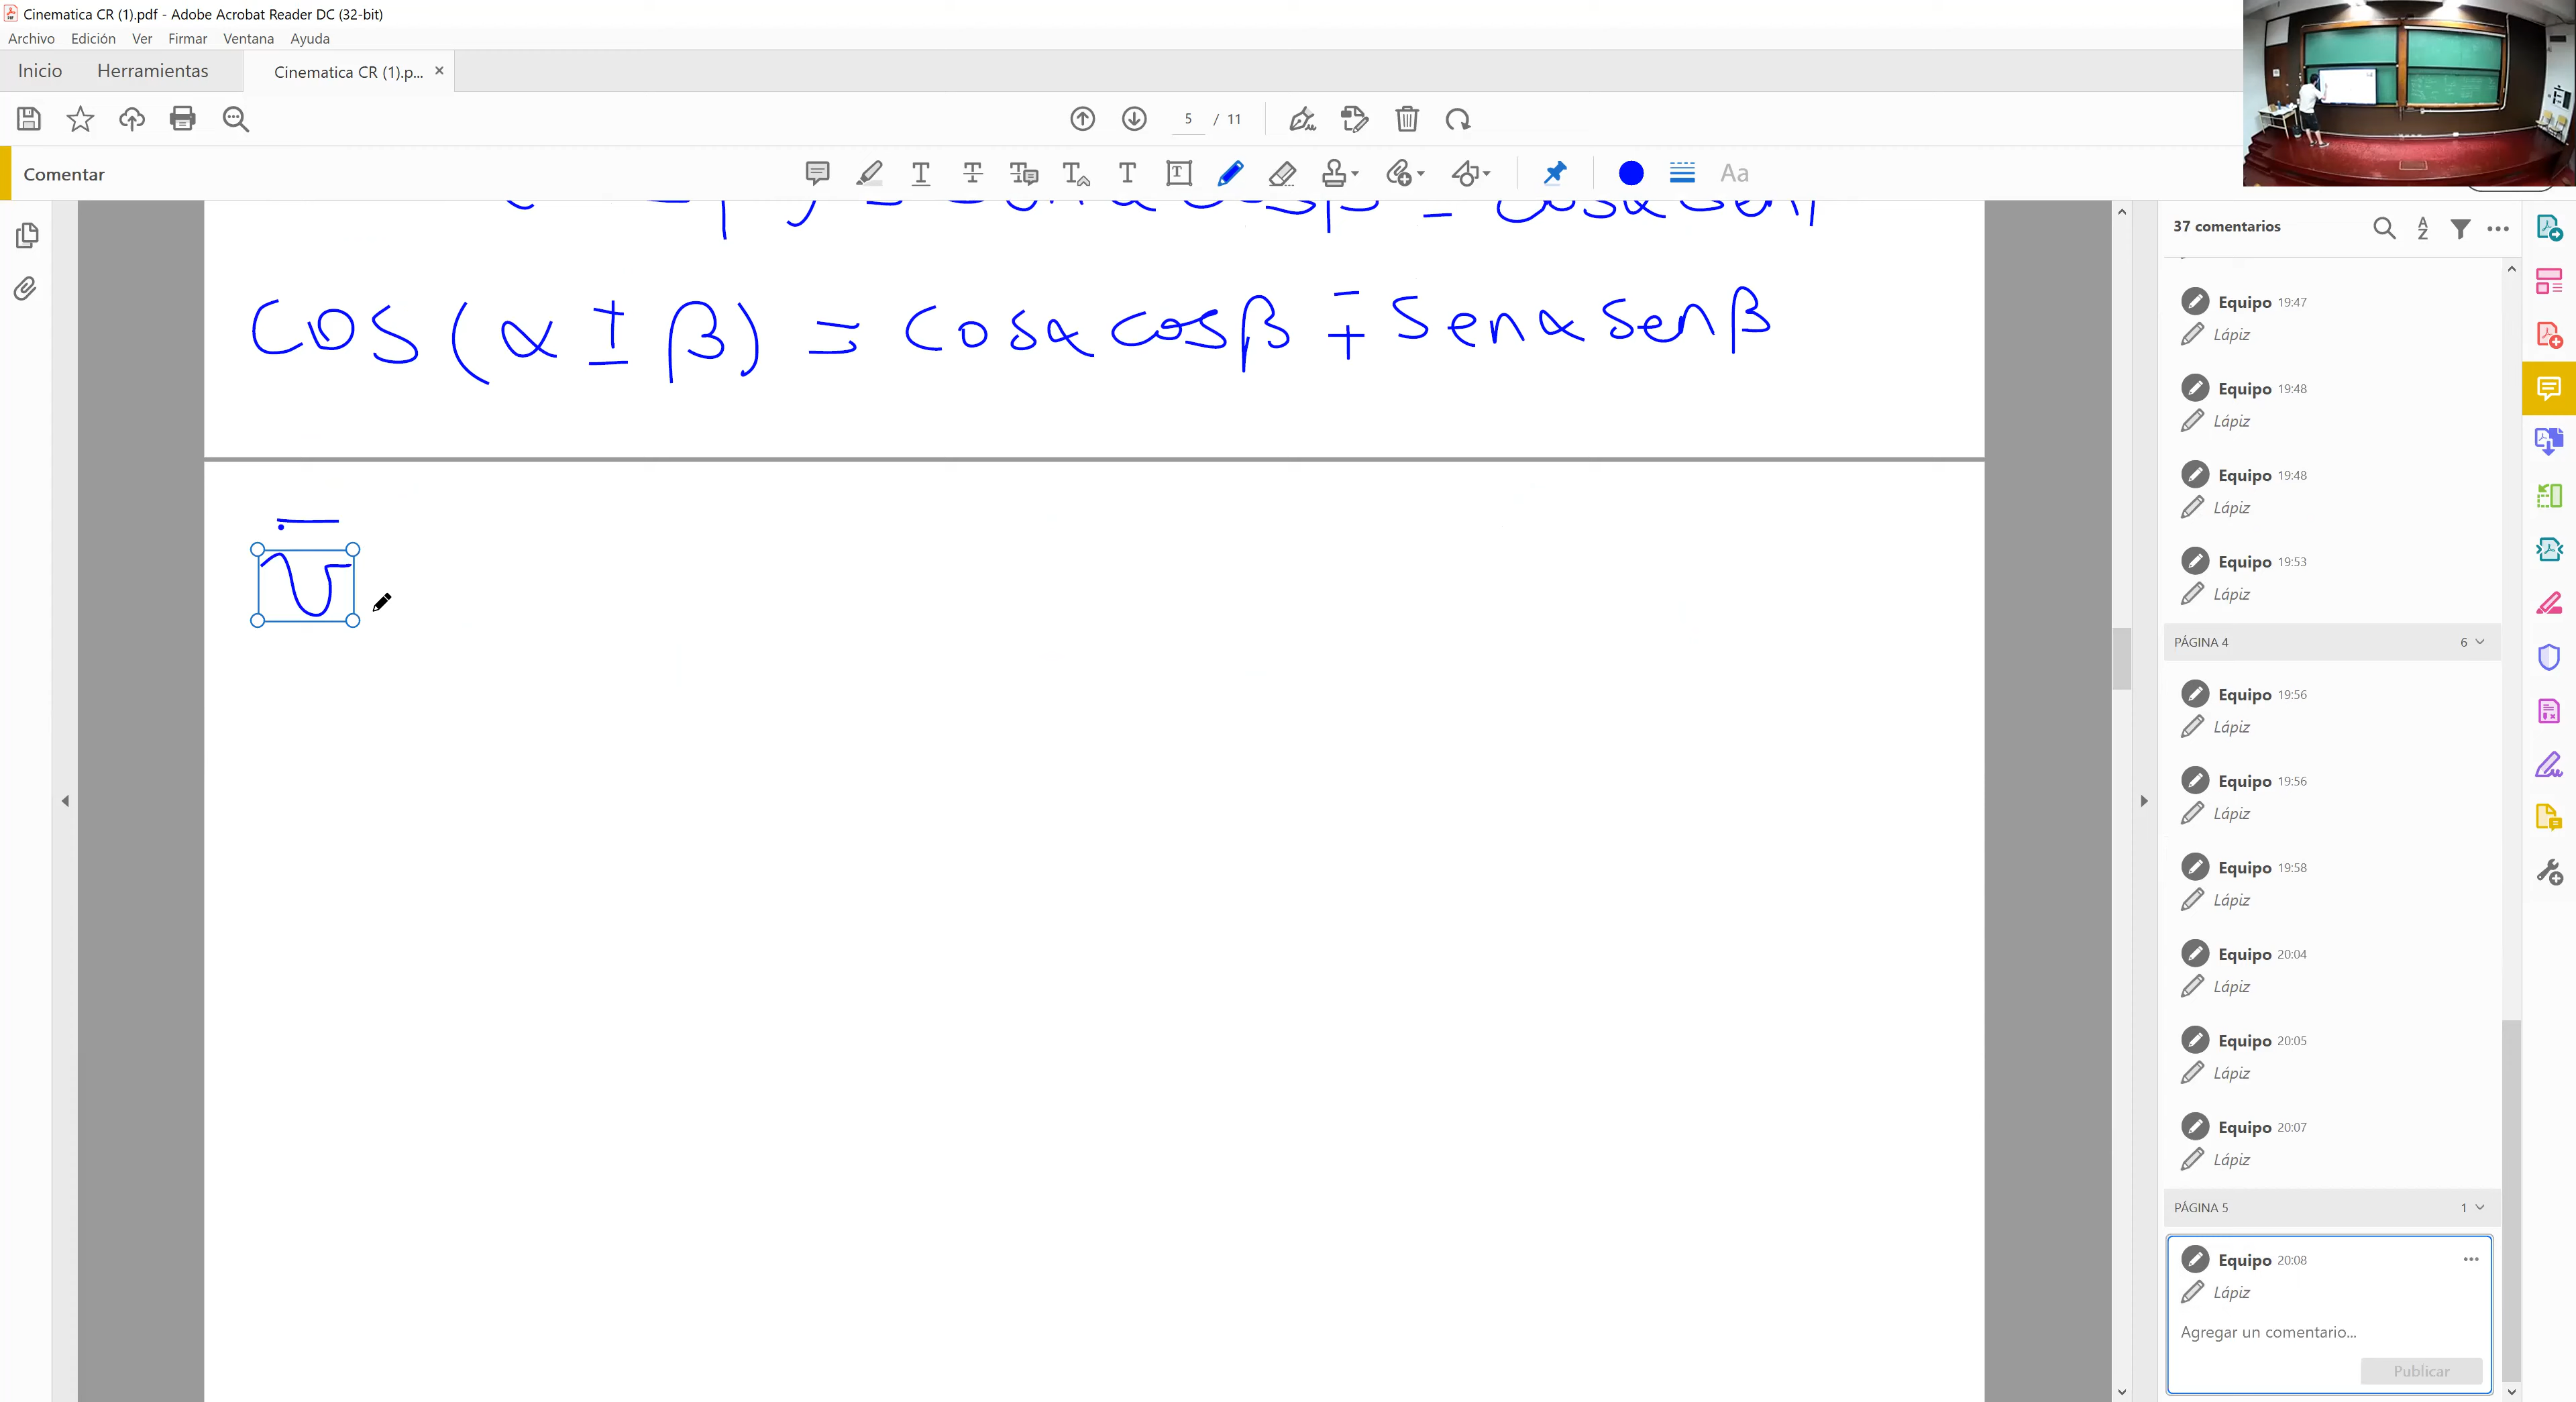 Cinematica CR (1).pdf - Adobe Acrobat Reader DC (32-bit)
Archivo Edición Ver Firmar Ventana Ayuda
Inicio Herramientas Cinematica CR (1).p... ×
5 / 11
Comentar
Aa
cos(α ± β) = cosα cosβ ∓ senα senβ
v̄
37 comentarios
Equipo 19:47
Lápiz
Equipo 19:48
Lápiz
Equipo 19:48
Lápiz
Equipo 19:53
Lápiz
PÁGINA 4 6
Equipo 19:56
Lápiz
Equipo 19:56
Lápiz
Equipo 19:58
Lápiz
Equipo 20:04
Lápiz
Equipo 20:05
Lápiz
Equipo 20:07
Lápiz
PÁGINA 5 1
Equipo 20:08
Lápiz
Agregar un comentario...
Publicar